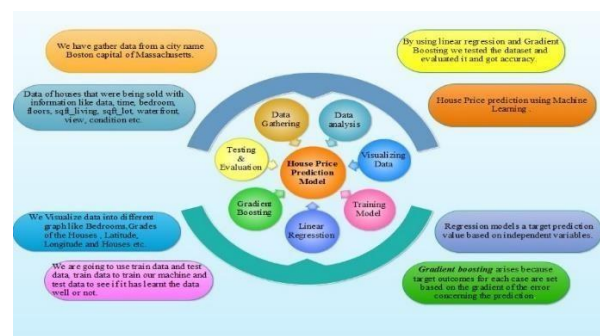 We have gather data from a city name
Boston capital of Massachusetts.
By using linear regression and Gradient
Boosting we tested the dataset and
evaluated it and got accuracy
Data of houses that were being sold with
information like data, time, bedroom,
floors, sqft_living, sqft_lot, waterfront,
view, condition etc.
House Price prediction using Machine
Learning .
Data
Gathering
Data
analysis
Testing
&
Evaluation
House Price
Prediction
Model
Visualizing
Data
Gradient
Boosting
Linear
Regresstion
Training
Model
We Visualize data into different
graph like Bedrooms,Grades
of the Houses , Latitude,
Longitude and Houses etc.
Regression models a target prediction
value based on independent variables.
We are going to use train data and test
data, train data to train our machine and
test data to see if it has learnt the data
well or not.
Gradient boosting arises because
target outcomes for each case are set
based on the gradient of the error
concerning the prediction